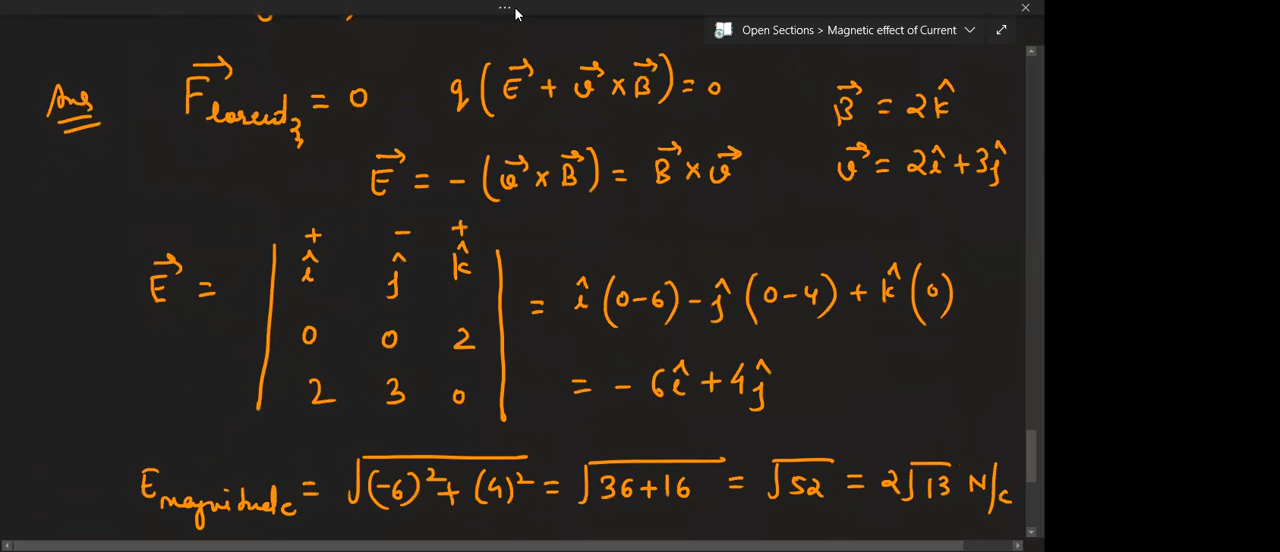 ...
Open Sections > Magnetic effect of Current
Ans F⃗lorentz = 0 q(E⃗ + v⃗ × B⃗) = 0 B⃗ = 2k̂
E⃗ = - (v⃗ × B⃗) = B⃗ × v⃗ v⃗ = 2î + 3ĵ
+ - +
E⃗ = | î ĵ k̂ | = î(0-6) - ĵ(0-4) + k̂(0)
0 0 2
2 3 0 = - 6î + 4ĵ
Emagnitude = √((-6)² + (4)²) = √(36+16) = √52 = 2√13 N/c